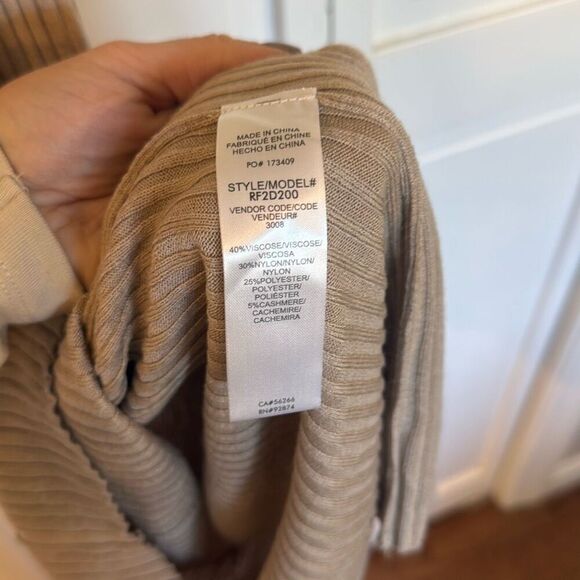 MADE IN CHINA
FABRIQUÉ EN CHINE
HECHO EN CHINA
PO# 173409
STYLE/MODEL#
RF2D200
VENDOR CODE/CODE
VENDEUR#
3008
40%VISCOSE/VISCOSE/
VISCOSA
30%NYLON/NYLON/
NYLON
25%POLYESTER/
POLYESTER/
POLIÉSTER
5%CASHMERE/
CACHEMIRE/
CACHEMIRA
CA#56266
RN#92874